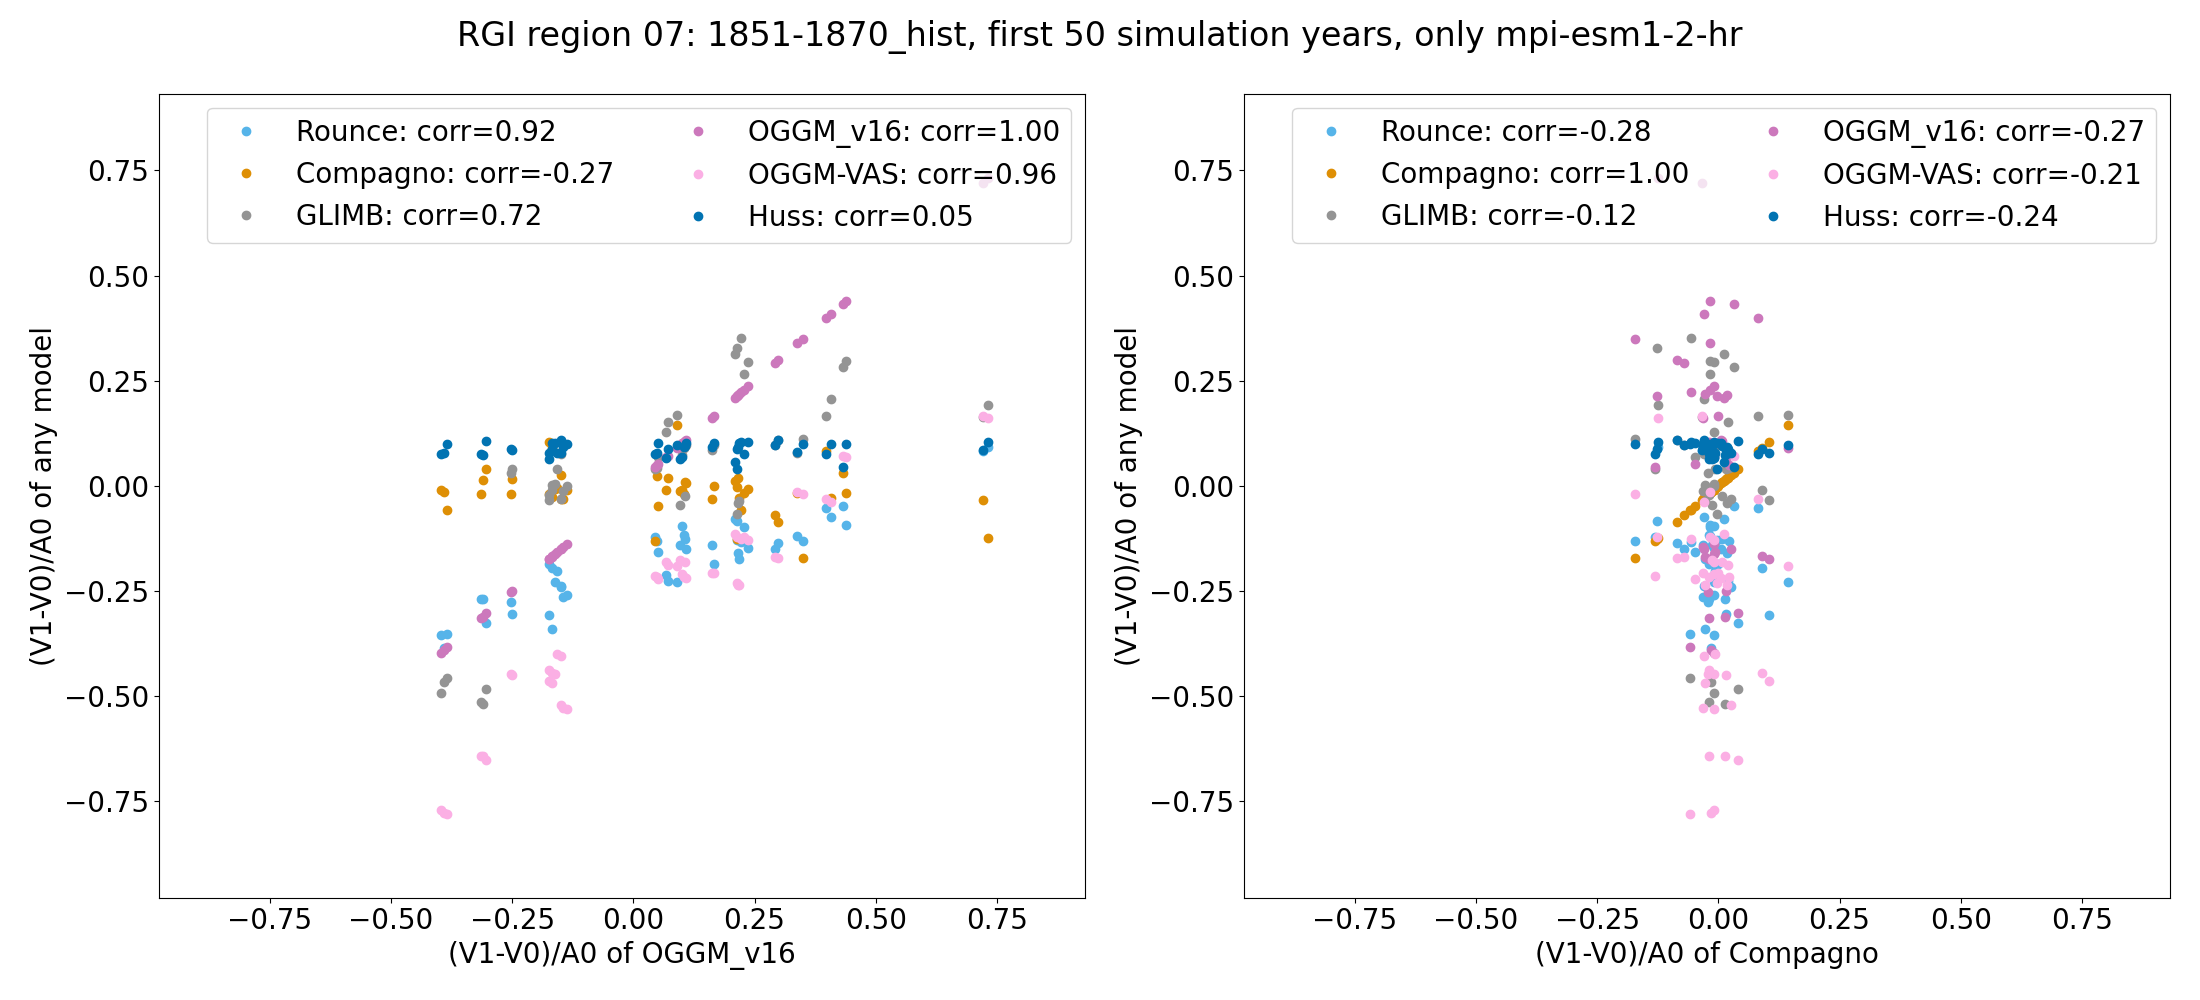 RGI region 07: 1851-1870_hist, first 50 simulation years, only mpi-esm1-2-hr
(V1-V0)/A0 of any model
0.75
0.50
0.25
0.00
−0.25
−0.50
−0.75
Rounce: corr=0.92
Compagno: corr=-0.27
GLIMB: corr=0.72
OGGM_v16: corr=1.00
OGGM-VAS: corr=0.96
Huss: corr=0.05
−0.75 −0.50 −0.25 0.00 0.25 0.50 0.75
(V1-V0)/A0 of OGGM_v16
(V1-V0)/A0 of any model
0.75
0.50
0.25
0.00
−0.25
−0.50
−0.75
Rounce: corr=-0.28
Compagno: corr=1.00
GLIMB: corr=-0.12
OGGM_v16: corr=-0.27
OGGM-VAS: corr=-0.21
Huss: corr=-0.24
−0.75 −0.50 −0.25 0.00 0.25 0.50 0.75
(V1-V0)/A0 of Compagno